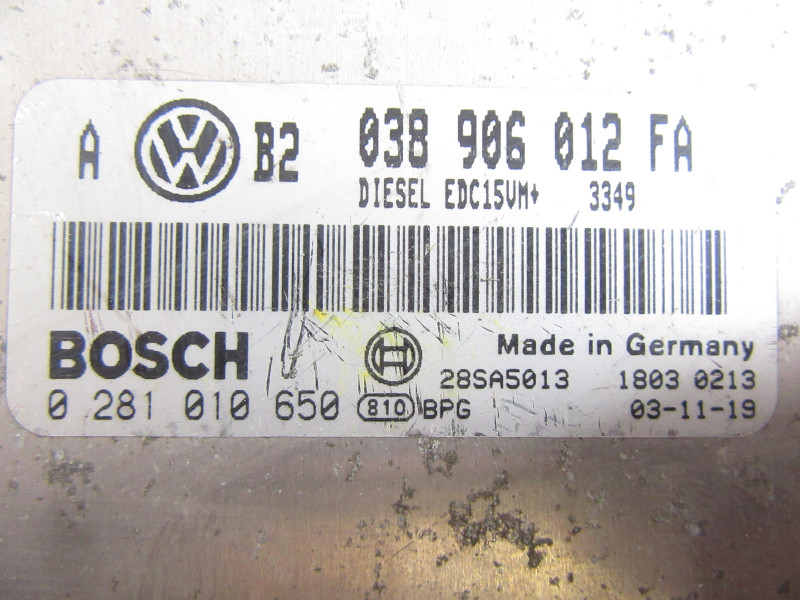 A VW B2 038 906 012 FA
DIESEL EDC15VM+ 3349
BOSCH Made in Germany
28SA5013 1803 0213
0 281 010 650 810 BPG 03-11-19